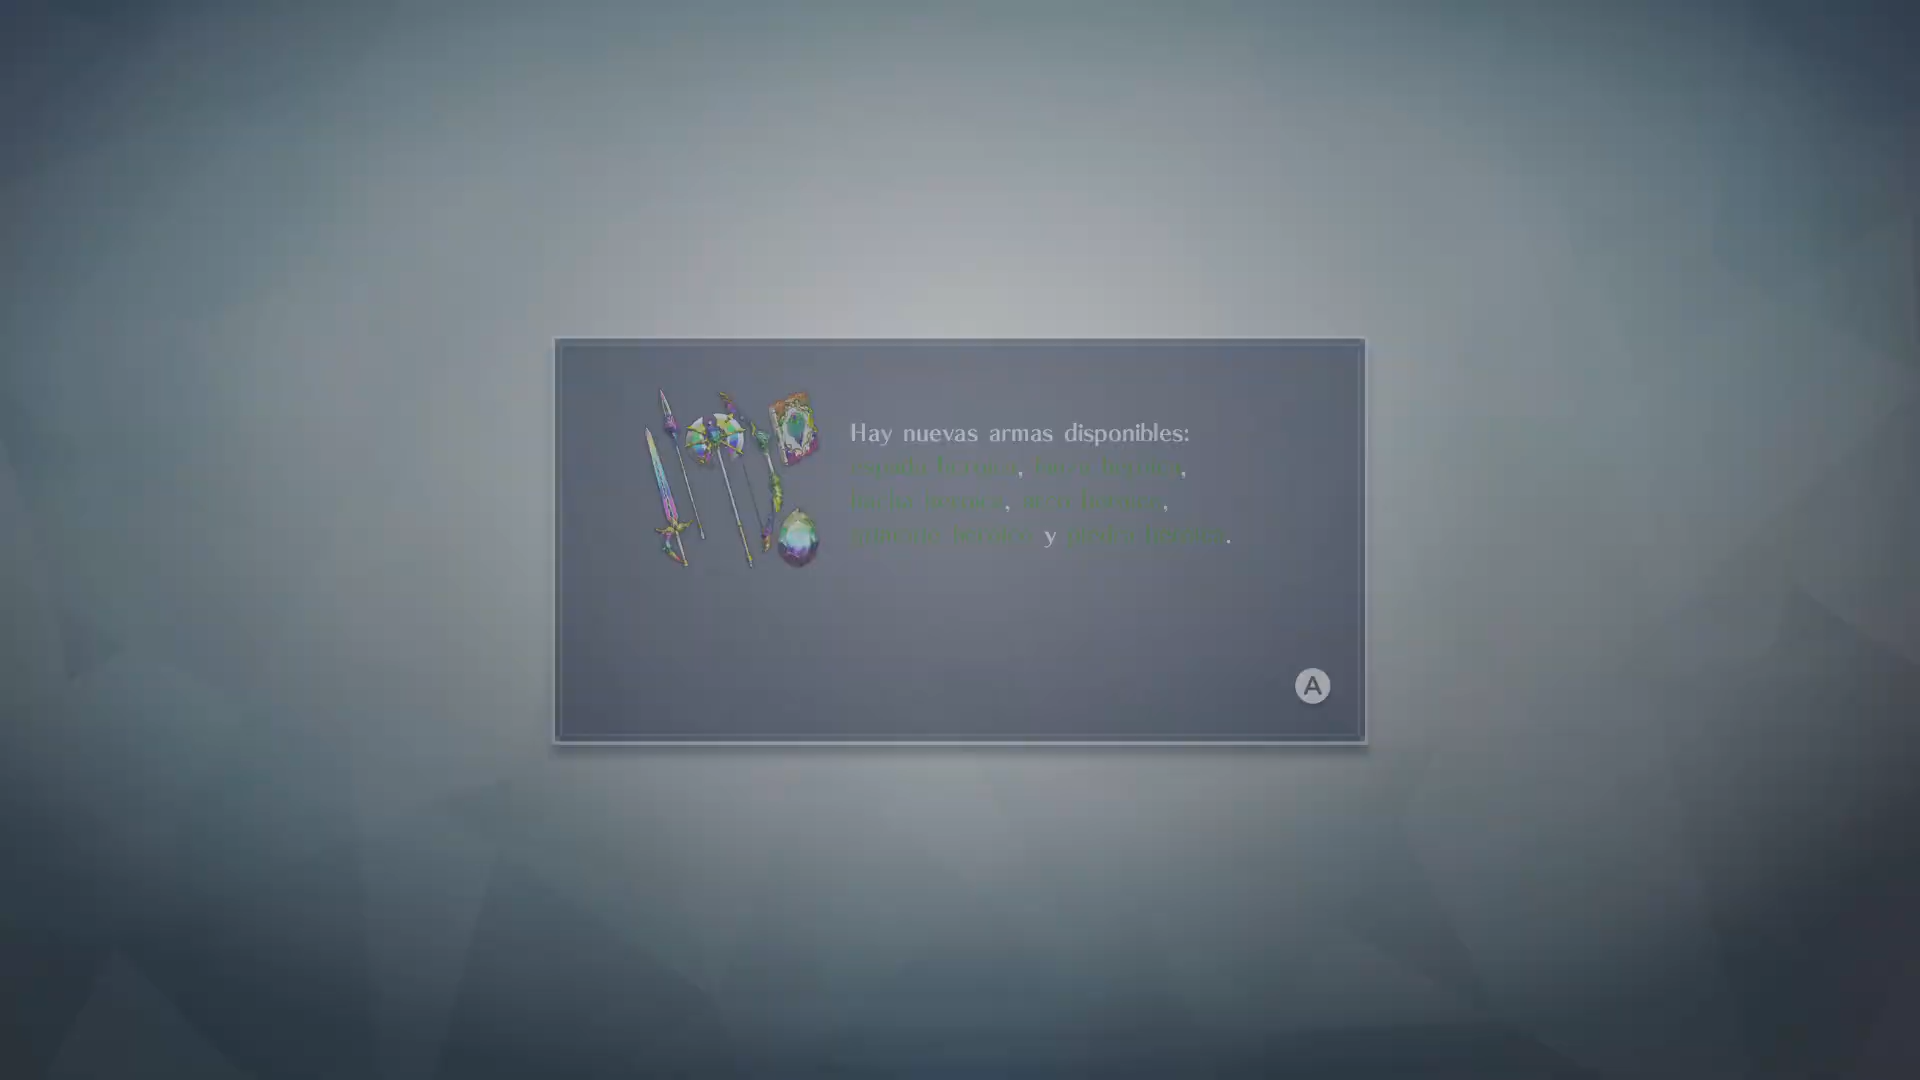 Hay nuevas armas disponibles:
espada heroica, lanza heroica,
hacha heroica, arco heroico,
grimorio heroico y piedra heroica.
A